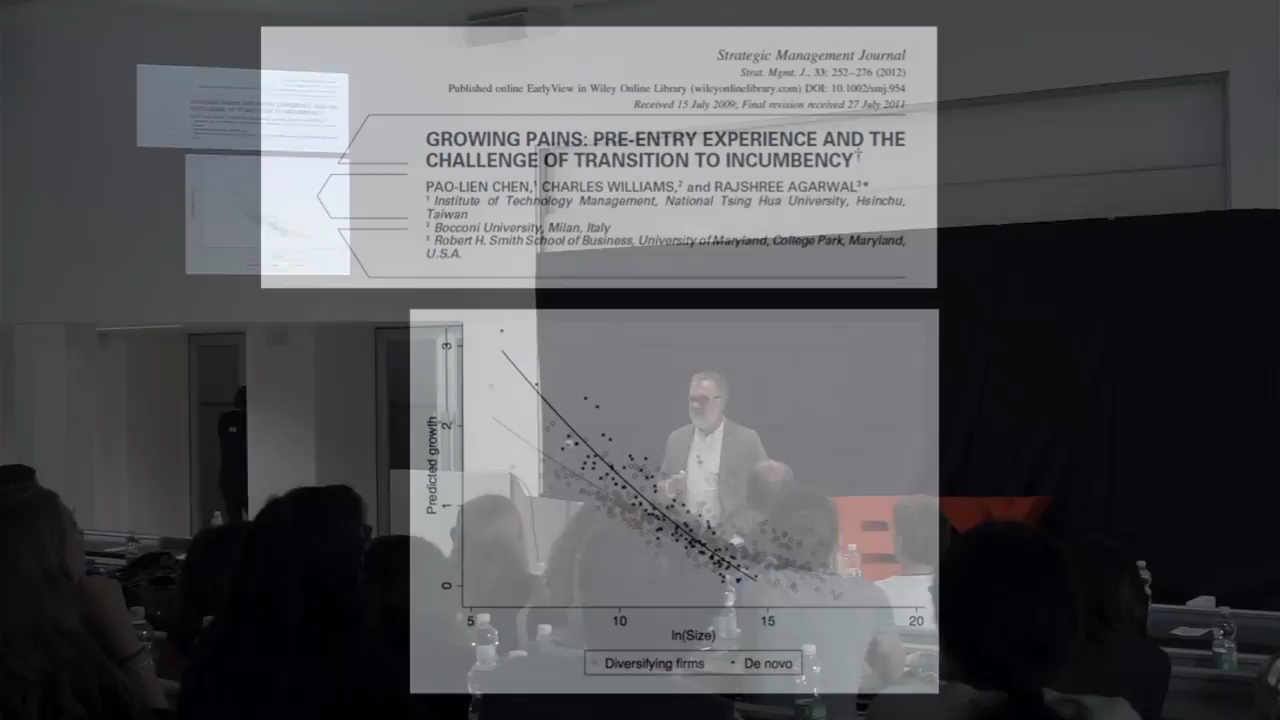 Strategic Management Journal
Strat. Mgmt. J., 33: 252–276 (2012)
Published online EarlyView in Wiley Online Library (wileyonlinelibrary.com) DOI: 10.1002/smj.954
Received 15 July 2009; Final revision received 27 July 2011
GROWING PAINS: PRE-ENTRY EXPERIENCE AND THE
CHALLENGE OF TRANSITION TO INCUMBENCY†
PAO-LIEN CHEN,¹ CHARLES WILLIAMS,² and RAJSHREE AGARWAL³*
¹ Institute of Technology Management, National Tsing Hua University, Hsinchu,
Taiwan
² Bocconi University, Milan, Italy
³ Robert H. Smith School of Business, University of Maryland, College Park, Maryland,
U.S.A.
Predicted growth
3
2
1
0
5 10 15 20
ln(Size)
Diversifying firms De novo